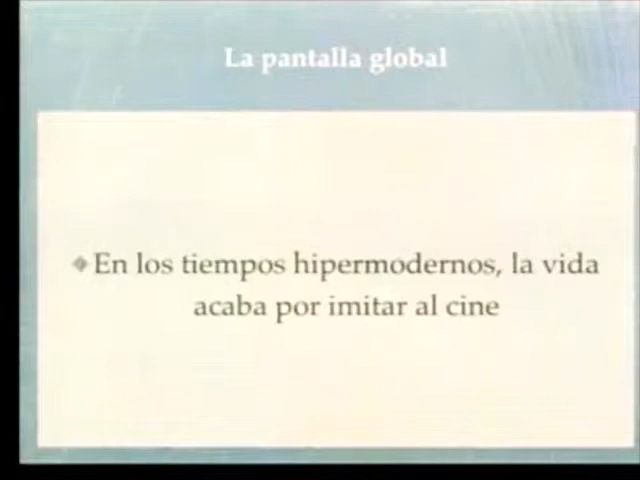 La pantalla global
En los tiempos hipermodernos, la vida
acaba por imitar al cine